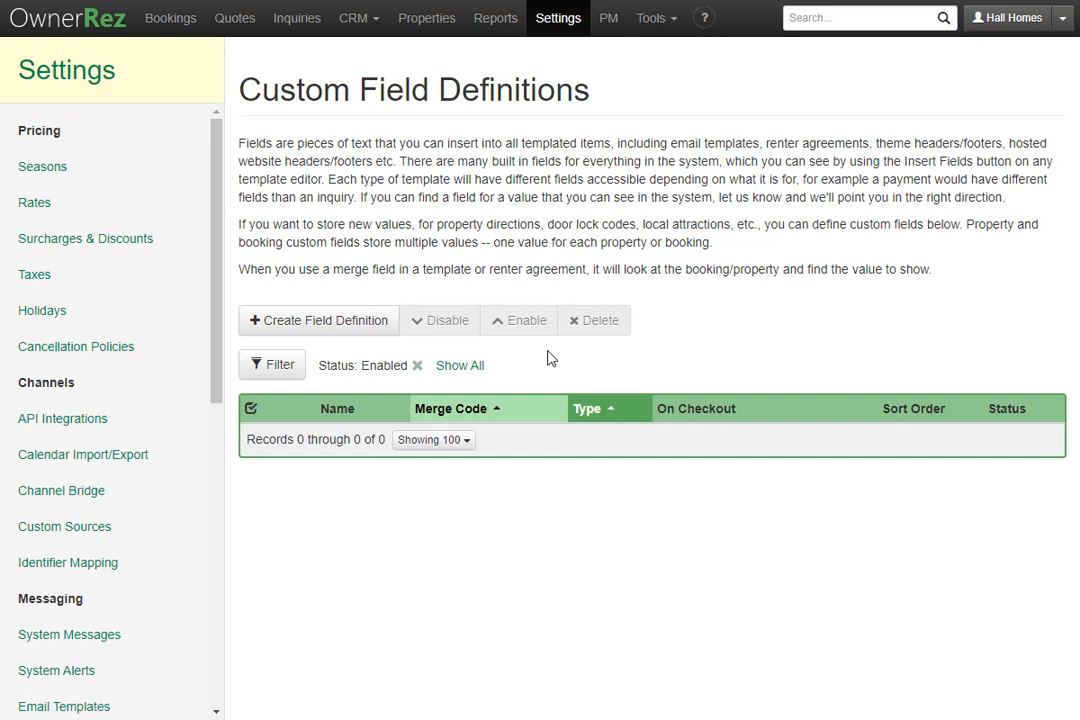 OwnerRez Bookings Quotes Inquiries CRM Properties Reports Settings PM Tools ? Search... Hall Homes
Settings
Pricing
Seasons
Rates
Surcharges & Discounts
Taxes
Holidays
Cancellation Policies
Channels
API Integrations
Calendar Import/Export
Channel Bridge
Custom Sources
Identifier Mapping
Messaging
System Messages
System Alerts
Email Templates
Custom Field Definitions
Fields are pieces of text that you can insert into all templated items, including email templates, renter agreements, theme headers/footers, hosted
website headers/footers etc. There are many built in fields for everything in the system, which you can see by using the Insert Fields button on any
template editor. Each type of template will have different fields accessible depending on what it is for, for example a payment would have different
fields than an inquiry. If you can find a field for a value that you can see in the system, let us know and we'll point you in the right direction.
If you want to store new values, for property directions, door lock codes, local attractions, etc., you can define custom fields below. Property and
booking custom fields store multiple values -- one value for each property or booking.
When you use a merge field in a template or renter agreement, it will look at the booking/property and find the value to show.
Create Field Definition Disable Enable Delete
Filter Status: Enabled Show All
Name Merge Code Type On Checkout Sort Order Status
Records 0 through 0 of 0 Showing 100